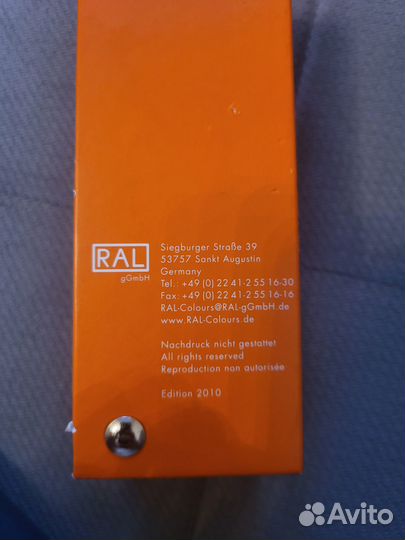 RAL
gGmbH
Siegburger Straße 39
53757 Sankt Augustin
Germany
Tel.: +49 (0) 22 41-2 55 16-30
Fax: +49 (0) 22 41-2 55 16-16
RAL-Colours@RAL-gGmbH.de
www.RAL-Colours.de
Nachdruck nicht gestattet
All rights reserved
Reproduction non autorisée
Edition 2010
Avito